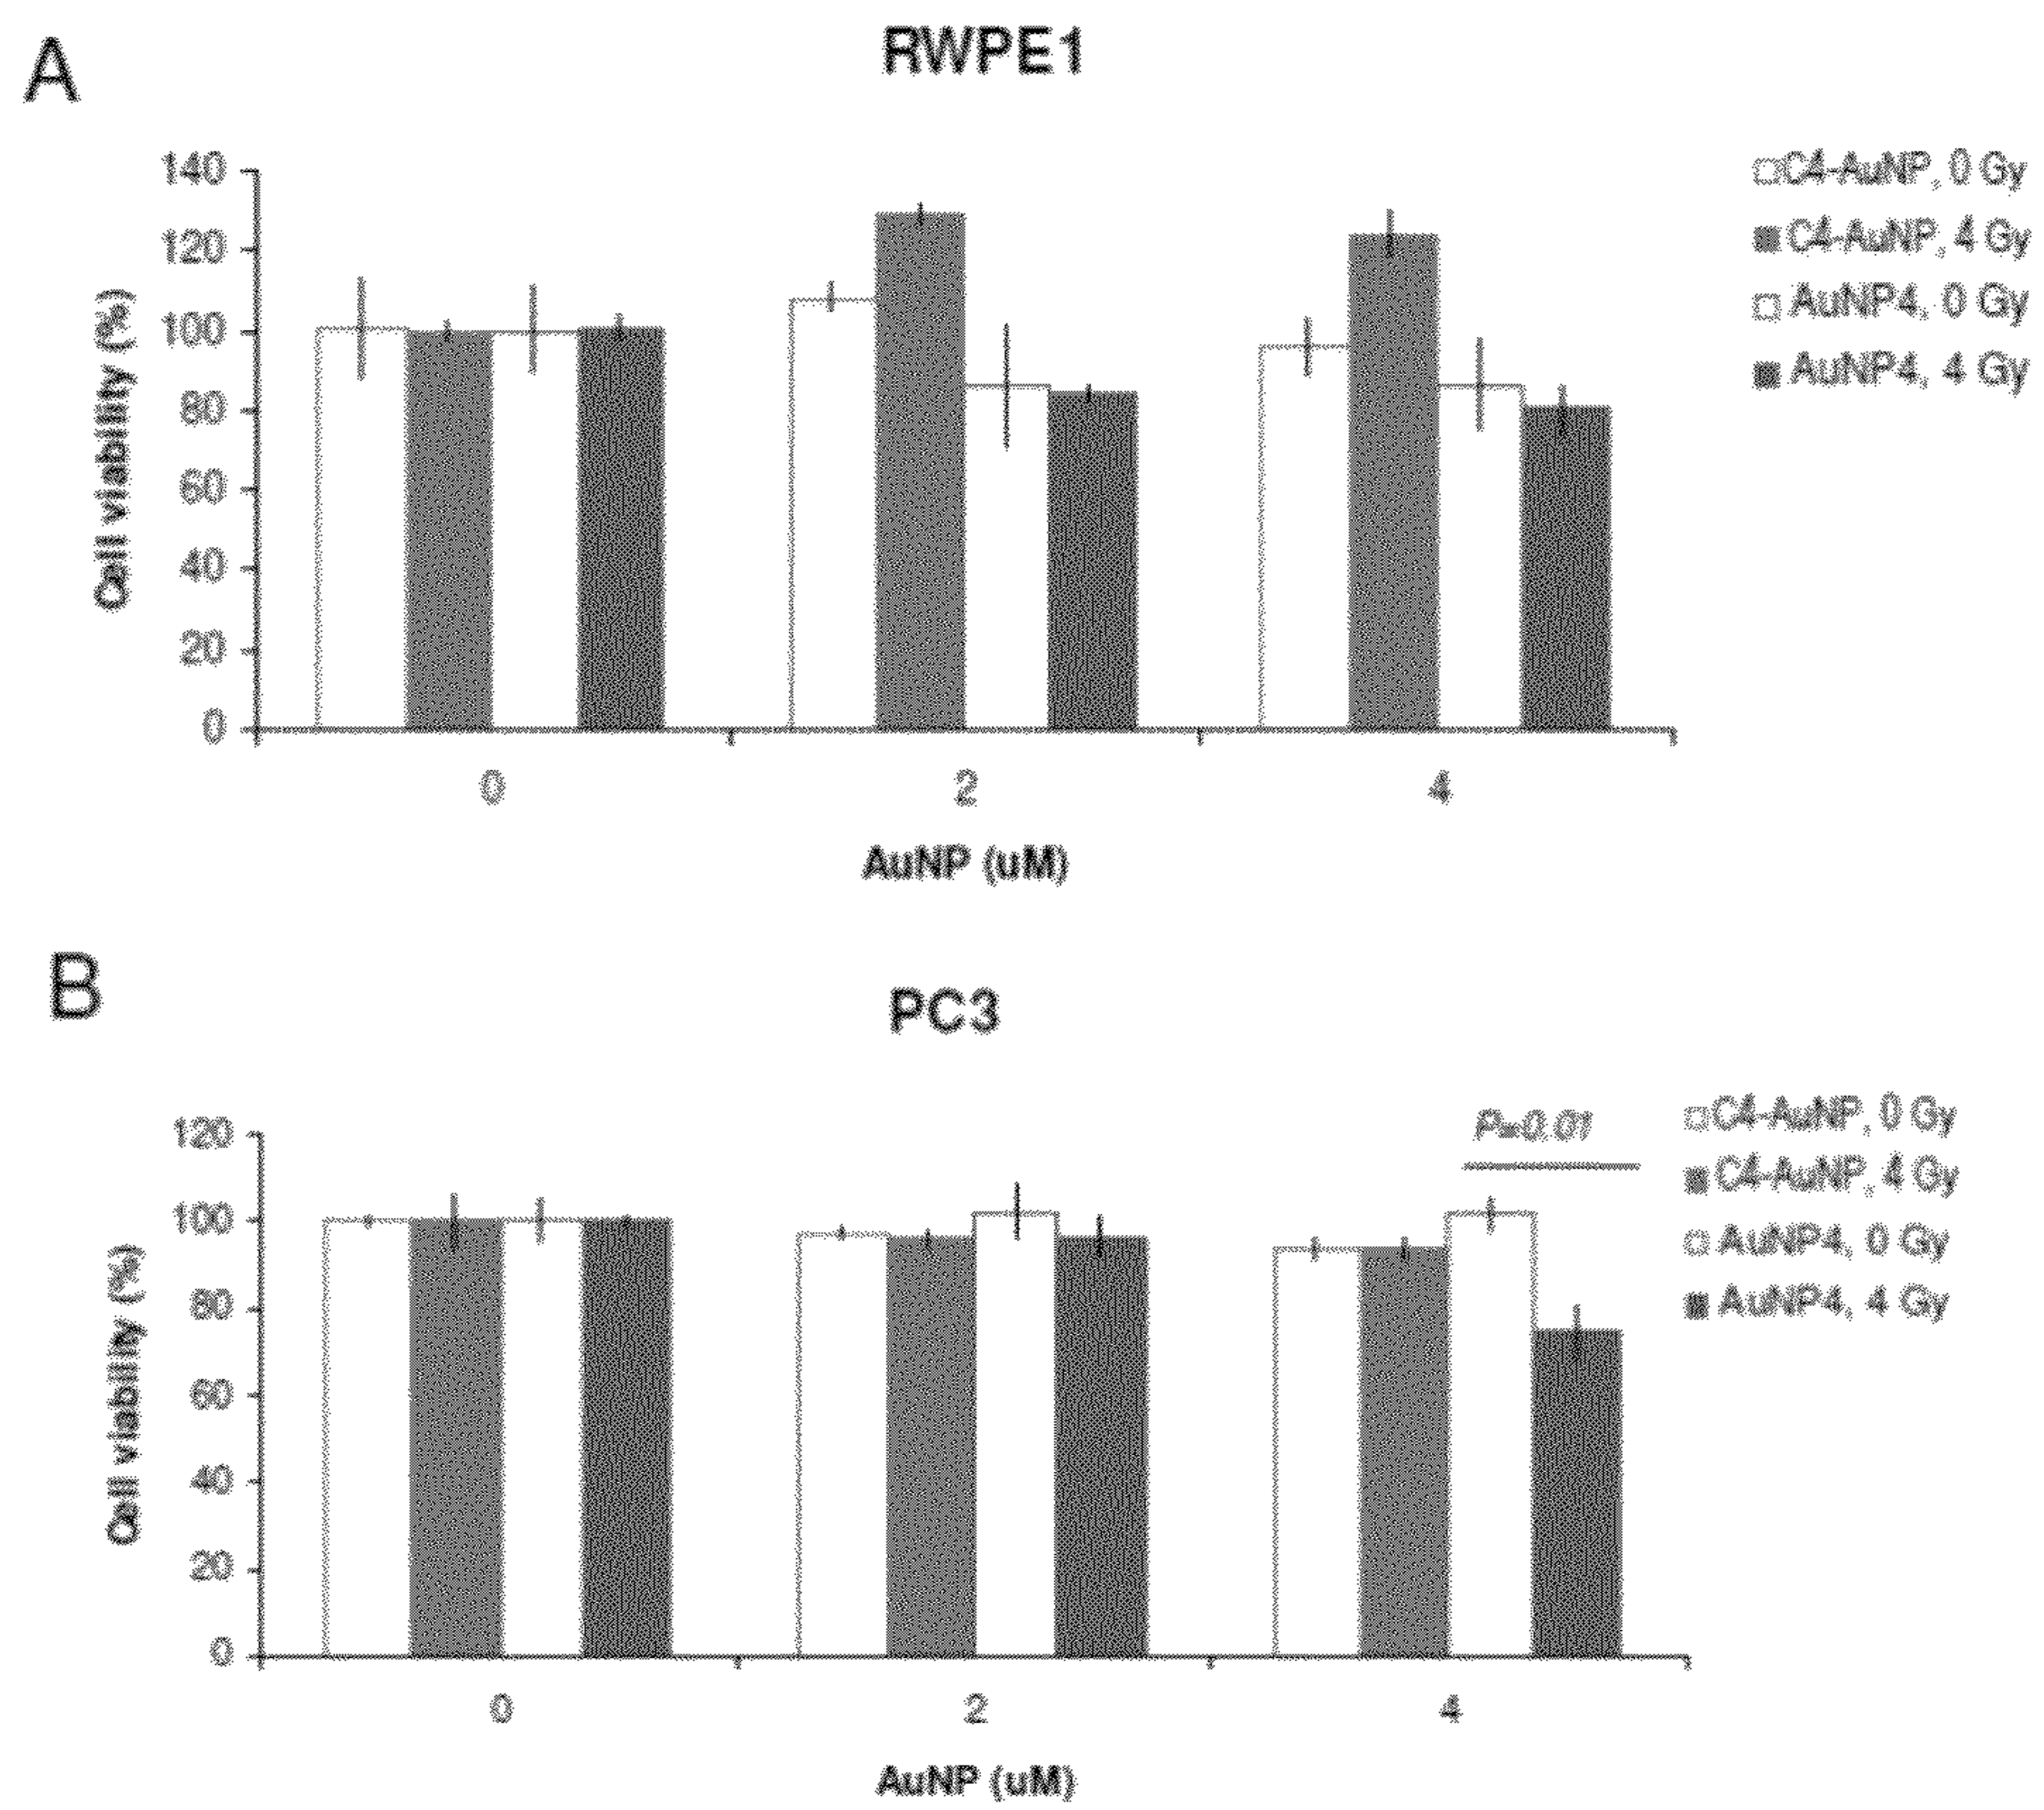 A
RWPE1
140
120
100
80
60
40
20
0
Cell viability (%)
0 2 4
AuNP (uM)
C4-AuNP, 0 Gy
C4-AuNP, 4 Gy
AuNP4, 0 Gy
AuNP4, 4 Gy
B
PC3
120
100
80
60
40
20
0
Cell viability (%)
0 2 4
AuNP (uM)
P=0.01
C4-AuNP, 0 Gy
C4-AuNP, 4 Gy
AuNP4, 0 Gy
AuNP4, 4 Gy